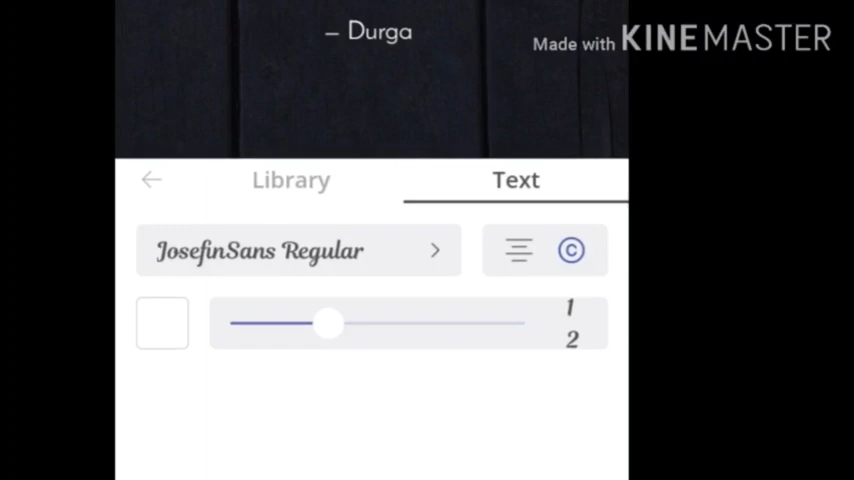 – Durga
Made with KINEMASTER
Library Text
JosefinSans Regular
©
1
2